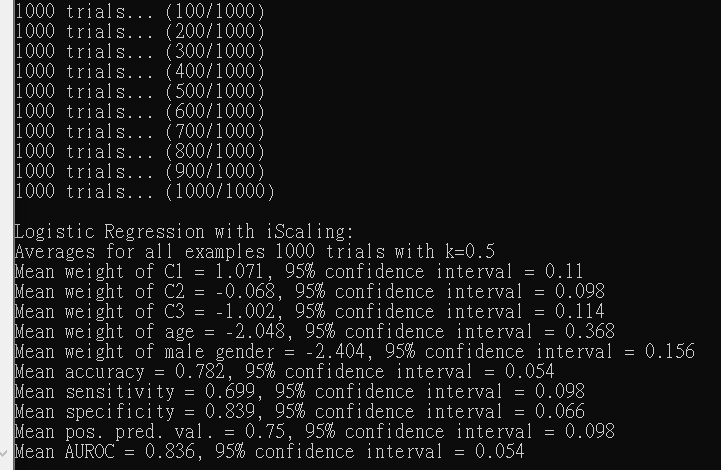 1000 trials... (100/1000)
1000 trials... (200/1000)
1000 trials... (300/1000)
1000 trials... (400/1000)
1000 trials... (500/1000)
1000 trials... (600/1000)
1000 trials... (700/1000)
1000 trials... (800/1000)
1000 trials... (900/1000)
1000 trials... (1000/1000)
Logistic Regression with iScaling:
Averages for all examples 1000 trials with k=0.5
Mean weight of C1 = 1.071, 95% confidence interval = 0.11
Mean weight of C2 = -0.068, 95% confidence interval = 0.098
Mean weight of C3 = -1.002, 95% confidence interval = 0.114
Mean weight of age = -2.048, 95% confidence interval = 0.368
Mean weight of male gender = -2.404, 95% confidence interval = 0.156
Mean accuracy = 0.782, 95% confidence interval = 0.054
Mean sensitivity = 0.699, 95% confidence interval = 0.098
Mean specificity = 0.839, 95% confidence interval = 0.066
Mean pos. pred. val. = 0.75, 95% confidence interval = 0.098
Mean AUROC = 0.836, 95% confidence interval = 0.054